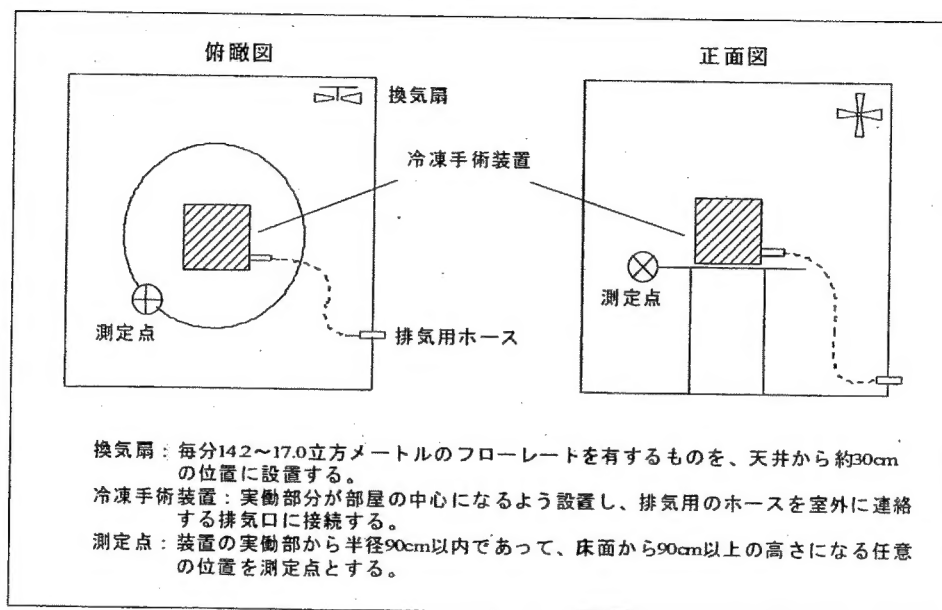 俯瞰図
正面図
換気扇
冷凍手術装置
測定点
測定点
排気用ホース
換気扇：毎分14.2～17.0立方メートルのフローレートを有するものを、天井から約30cm
の位置に設置する。
冷凍手術装置：実働部分が部屋の中心になるよう設置し、排気用のホースを室外に連絡
する排気口に接続する。
測定点：装置の実働部から半径90cm以内であって、床面から90cm以上の高さになる任意
の位置を測定点とする。